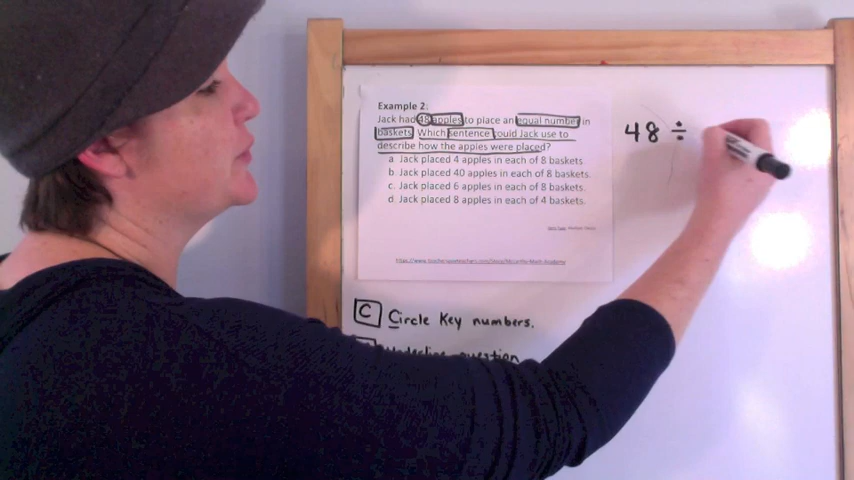 Example 2:
Jack had 48 apples to place an equal number in
baskets. Which sentence could Jack use to
describe how the apples were placed?
a Jack placed 4 apples in each of 8 baskets.
b. Jack placed 40 apples in each of 8 baskets.
c. Jack placed 6 apples in each of 8 baskets.
d Jack placed 8 apples in each of 4 baskets.
48 ÷
C Circle Key numbers.
Underline question